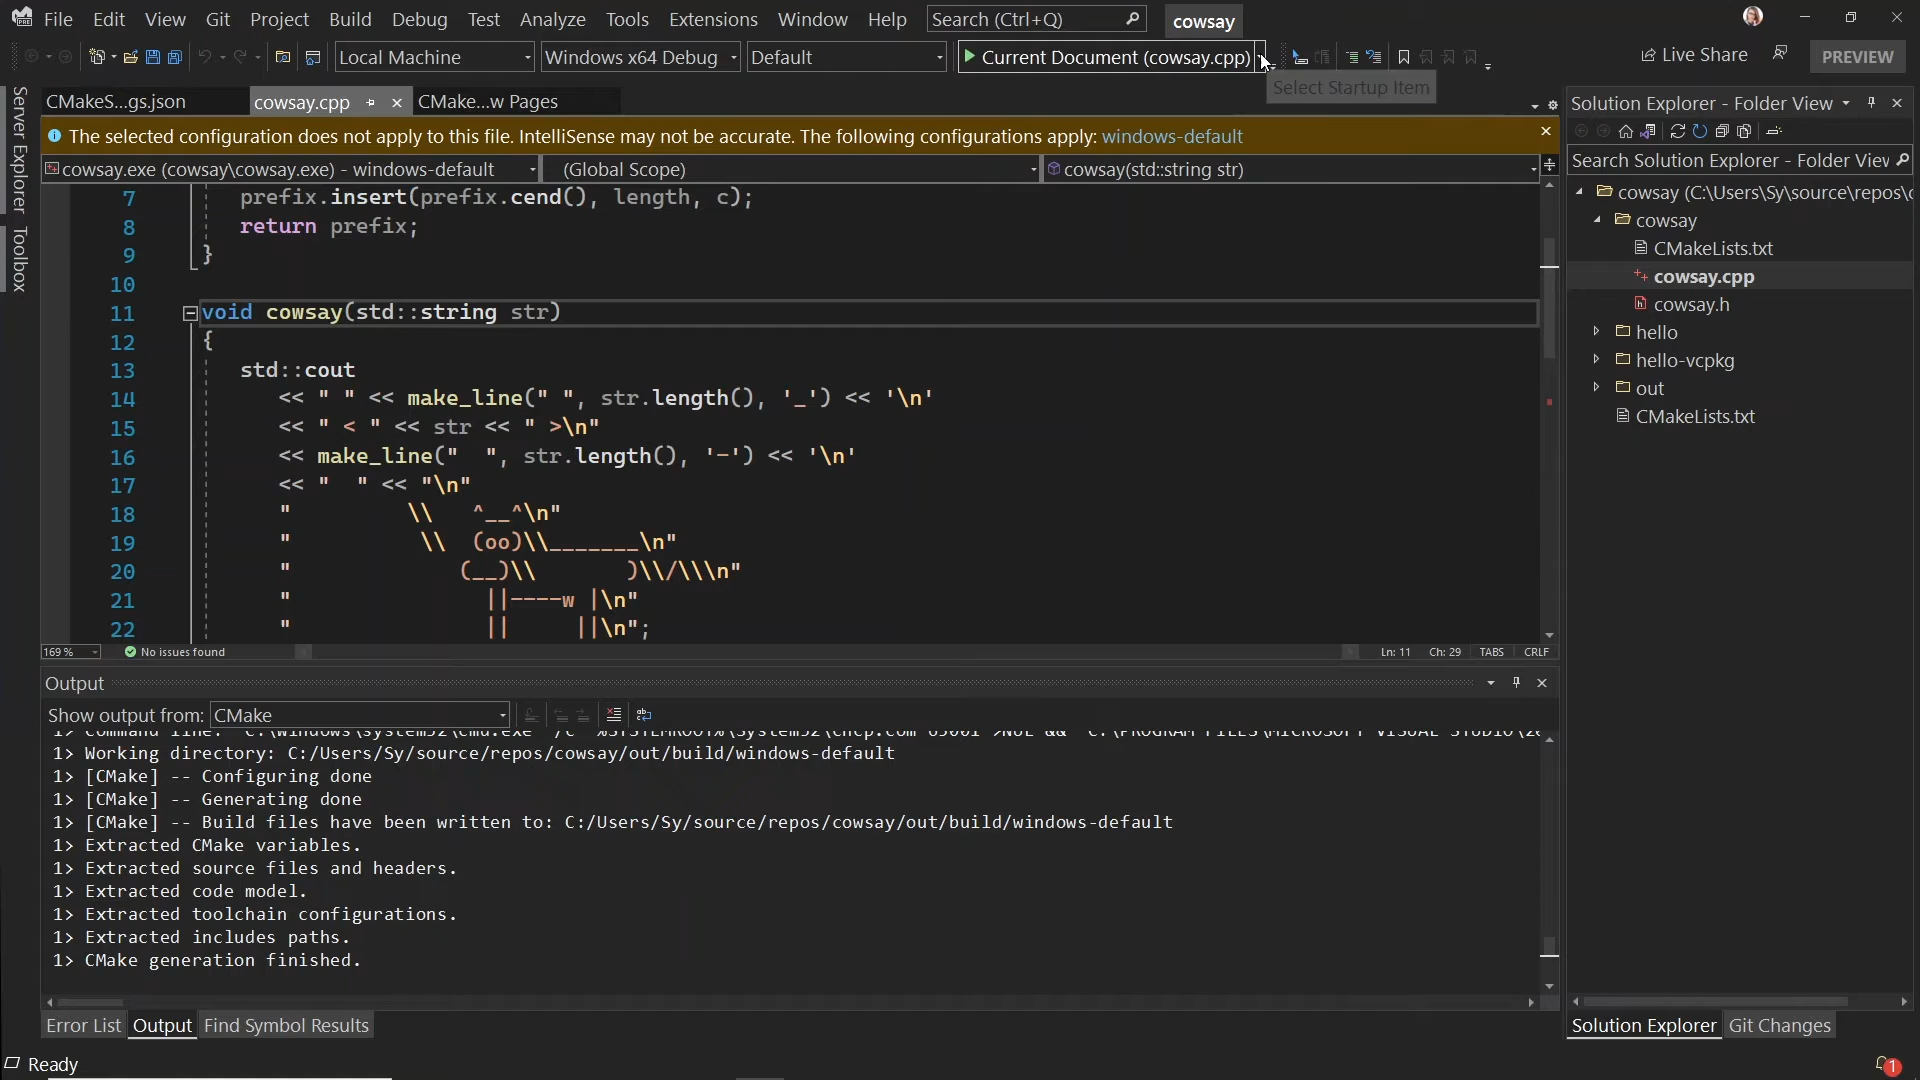 File Edit View Git Project Build Debug Test Analyze Tools Extensions Window Help Search (Ctrl+Q) cowsay
Local Machine Windows x64 Debug Default Current Document (cowsay.cpp) Live Share PREVIEW
Select Startup Item
Server Explorer
Toolbox
CMakeS...gs.json cowsay.cpp CMake...w Pages
The selected configuration does not apply to this file. IntelliSense may not be accurate. The following configurations apply: windows-default
cowsay.exe (cowsay\cowsay.exe) - windows-default (Global Scope) cowsay(std::string str)
7 prefix.insert(prefix.cend(), length, c);
8 return prefix;
9 }
10
11 void cowsay(std::string str)
12 {
13 std::cout
14 << " " << make_line(" ", str.length(), '_') << '\n'
15 << " < " << str << " >\n"
16 << make_line("  ", str.length(), '-') << '\n'
17 << "  " << "\n"
18 "         \\   ^__^\n"
19 "          \\  (oo)\\_______\n"
20 "             (__)\\       )\\/\\\n"
21 "               ||----w |\n"
22 "               ||     ||\n";
169 % No issues found Ln: 11 Ch: 29 TABS CRLF
Output
Show output from: CMake
1> Working directory: C:/Users/Sy/source/repos/cowsay/out/build/windows-default
1> [CMake] -- Configuring done
1> [CMake] -- Generating done
1> [CMake] -- Build files have been written to: C:/Users/Sy/source/repos/cowsay/out/build/windows-default
1> Extracted CMake variables.
1> Extracted source files and headers.
1> Extracted code model.
1> Extracted toolchain configurations.
1> Extracted includes paths.
1> CMake generation finished.
Error List Output Find Symbol Results
Solution Explorer - Folder View
Search Solution Explorer - Folder Viev
cowsay (C:\Users\Sy\source\repos\c
cowsay
CMakeLists.txt
cowsay.cpp
cowsay.h
hello
hello-vcpkg
out
CMakeLists.txt
Solution Explorer Git Changes
Ready 1